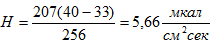 H = 207(40 − 33) / 256 = 5,66 мкал / см²сек